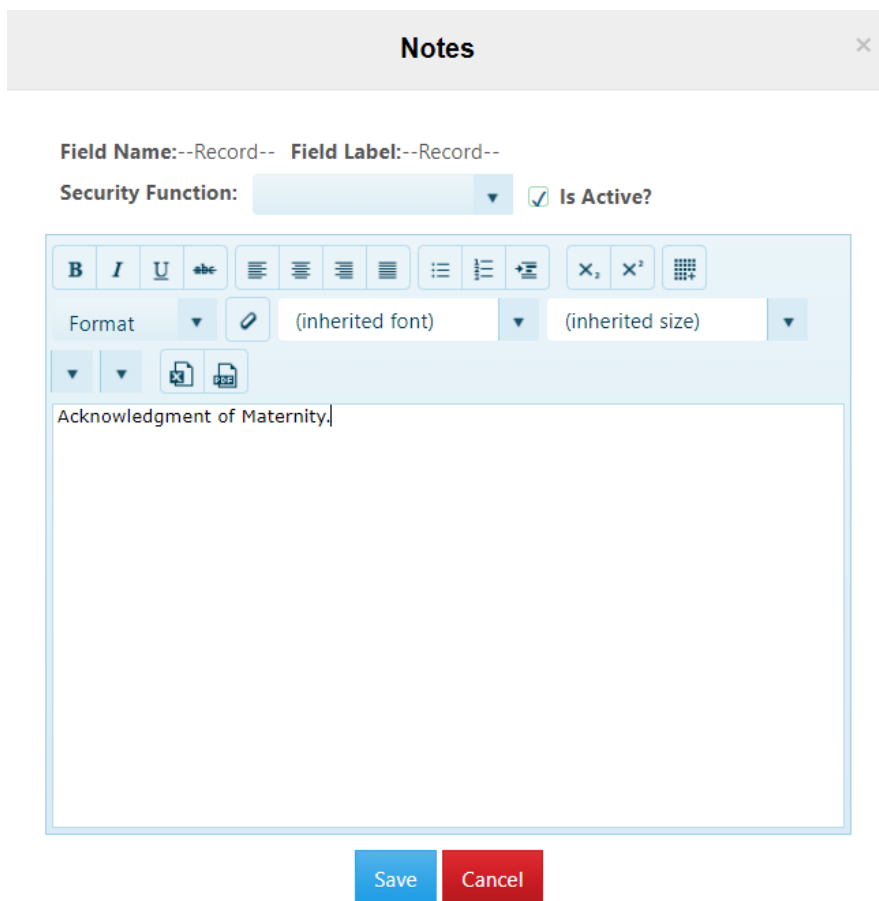 Notes
×
Field Name:--Record-- Field Label:--Record--
Security Function: Is Active?
B I U abc X₂ X²
Format (inherited font) (inherited size)
X PDF
Acknowledgment of Maternity.
Save Cancel